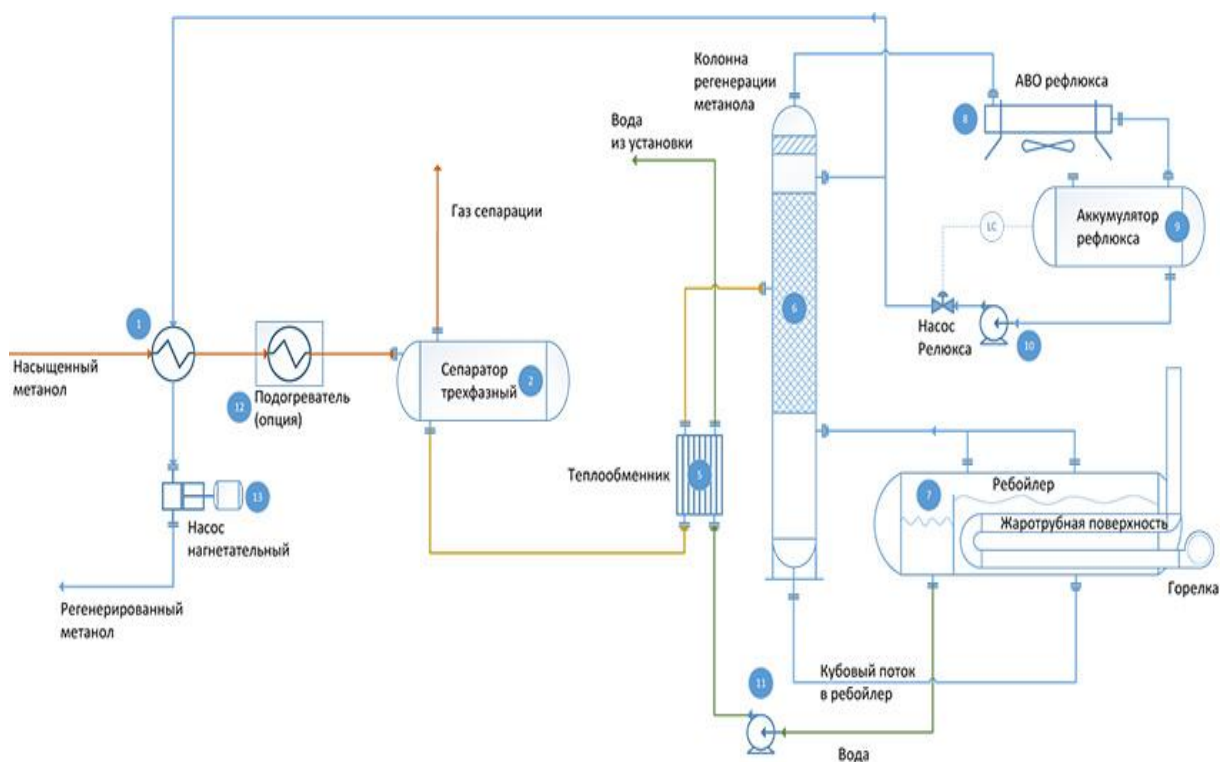 Колонна
регенерации
метанола
АВО рефлюкса
8
Вода
из установки
Газ сепарации
Аккумулятор
рефлюкса
9
LC
1
6
Насос
Релюкса
10
Насыщенный
метанол
12
Подогреватель
(опция)
Сепаратор
трехфазный
2
Теплообменник
5
7
Ребойлер
Жаротрубная поверхность
Горелка
13
Насос
нагнетательный
Регенерированный
метанол
Кубовый поток
в ребойлер
11
Вода